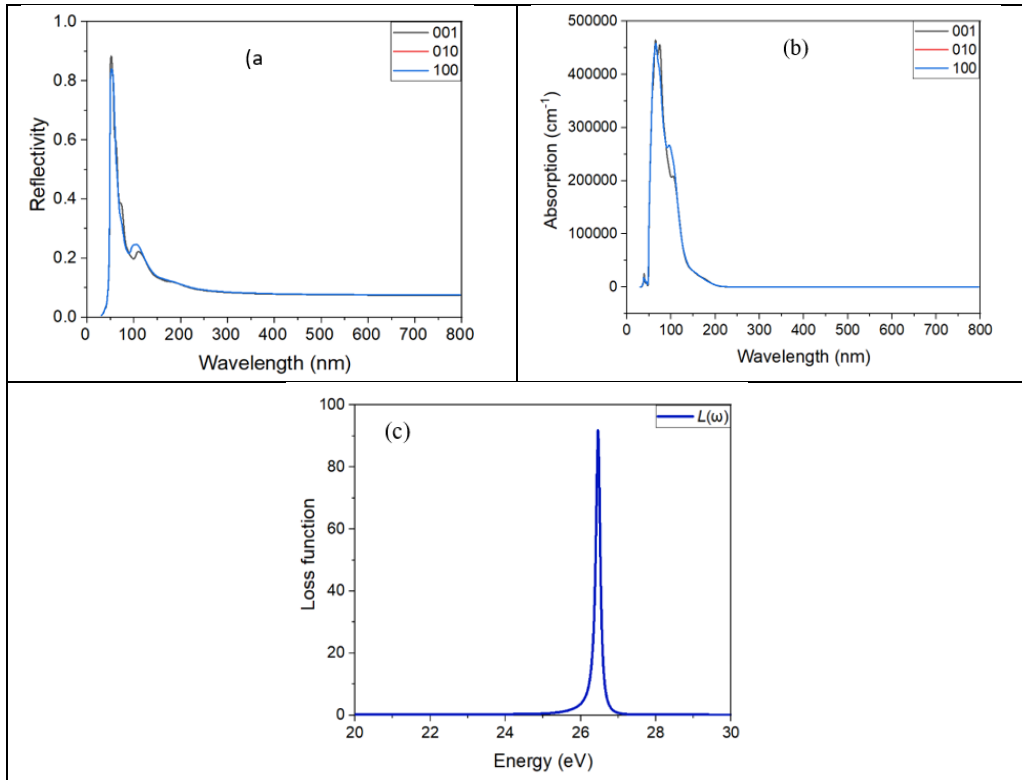 (a
001
010
100
1.0
0.8
0.6
0.4
0.2
0.0
Reflectivity
0 100 200 300 400 500 600 700 800
Wavelength (nm)
(b)
001
010
100
500000
450000
400000
350000
300000
200000
100000
0
Absorption (cm⁻¹)
0 100 200 300 400 500 600 700 800
Wavelength (nm)
(c)
L(ω)
100
80
60
40
20
0
Loss function
20 22 24 26 28 30
Energy (eV)